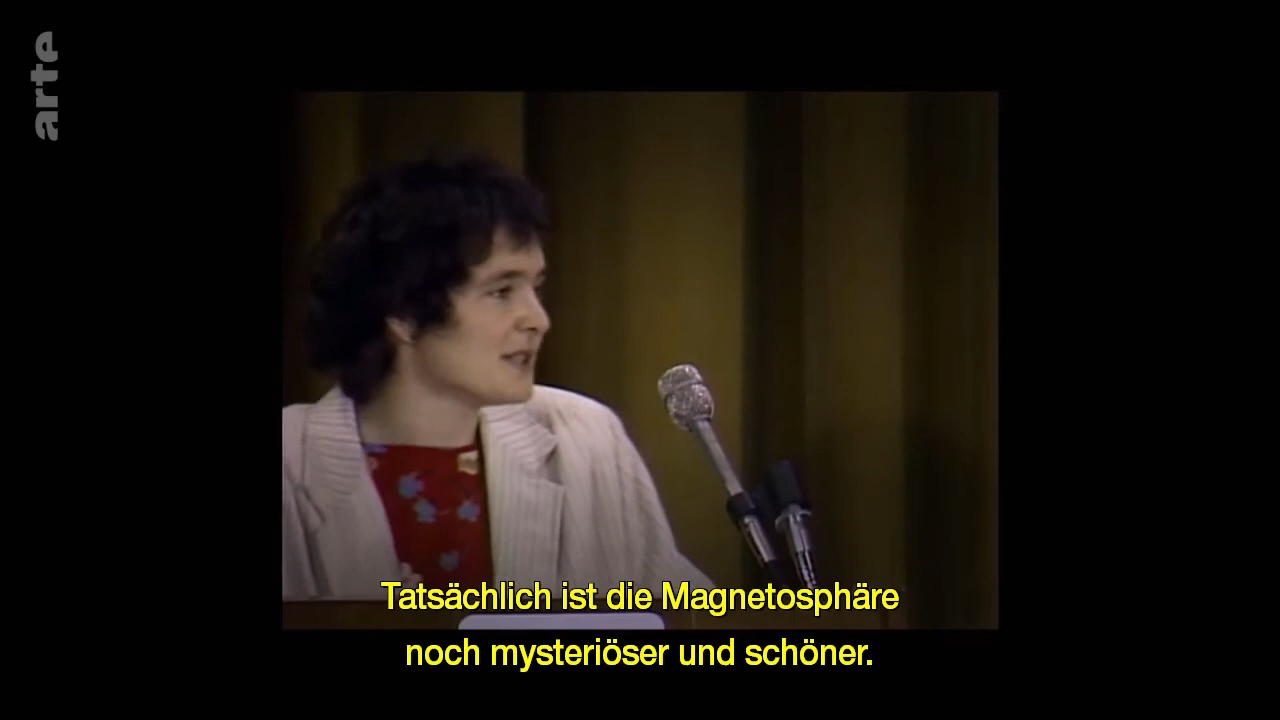 arte
Tatsächlich ist die Magnetosphäre
noch mysteriöser und schöner.